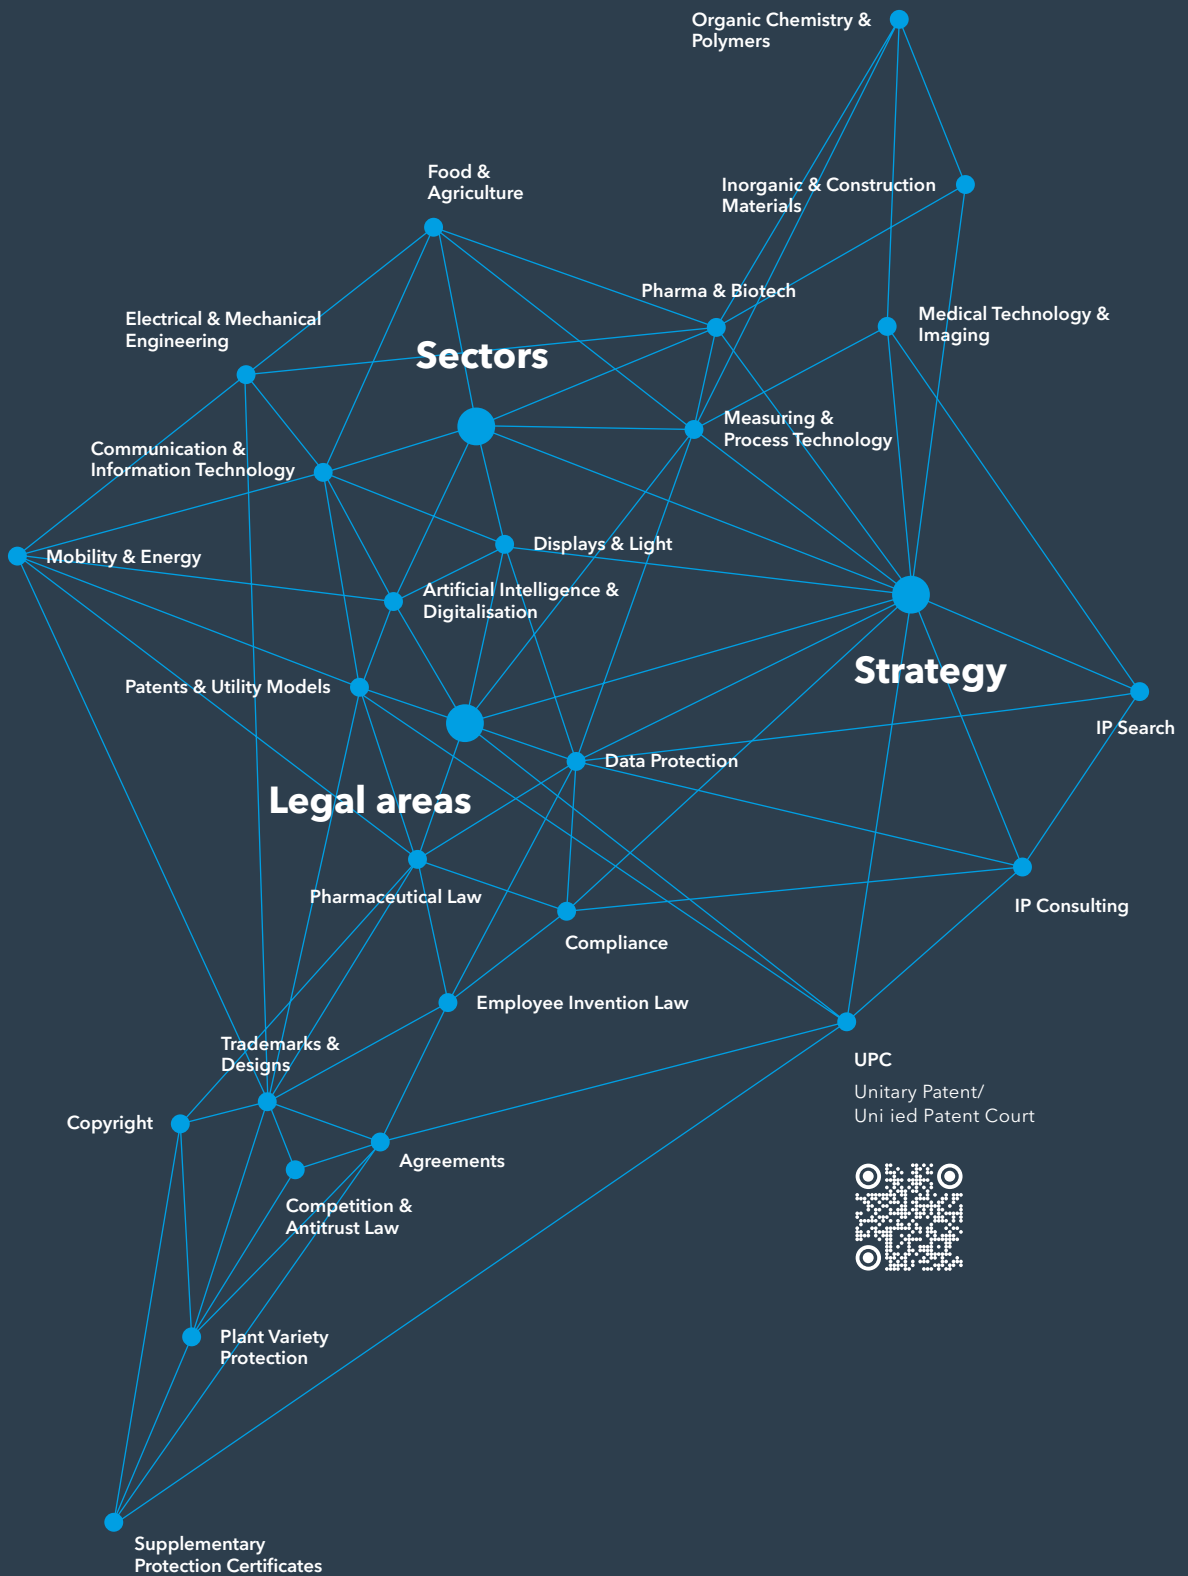 Organic Chemistry &
Polymers
Food &
Agriculture
Inorganic & Construction
Materials
Pharma & Biotech
Electrical & Mechanical
Engineering
Medical Technology &
Imaging
Sectors
Measuring &
Process Technology
Communication &
Information Technology
Mobility & Energy
Displays & Light
Artificial Intelligence &
Digitalisation
Strategy
Patents & Utility Models
IP Search
Data Protection
Legal areas
Pharmaceutical Law
IP Consulting
Compliance
Employee Invention Law
Trademarks &
Designs
UPC
Unitary Patent/
Uni ied Patent Court
Copyright
Agreements
Competition &
Antitrust Law
Plant Variety
Protection
Supplementary
Protection Certificates